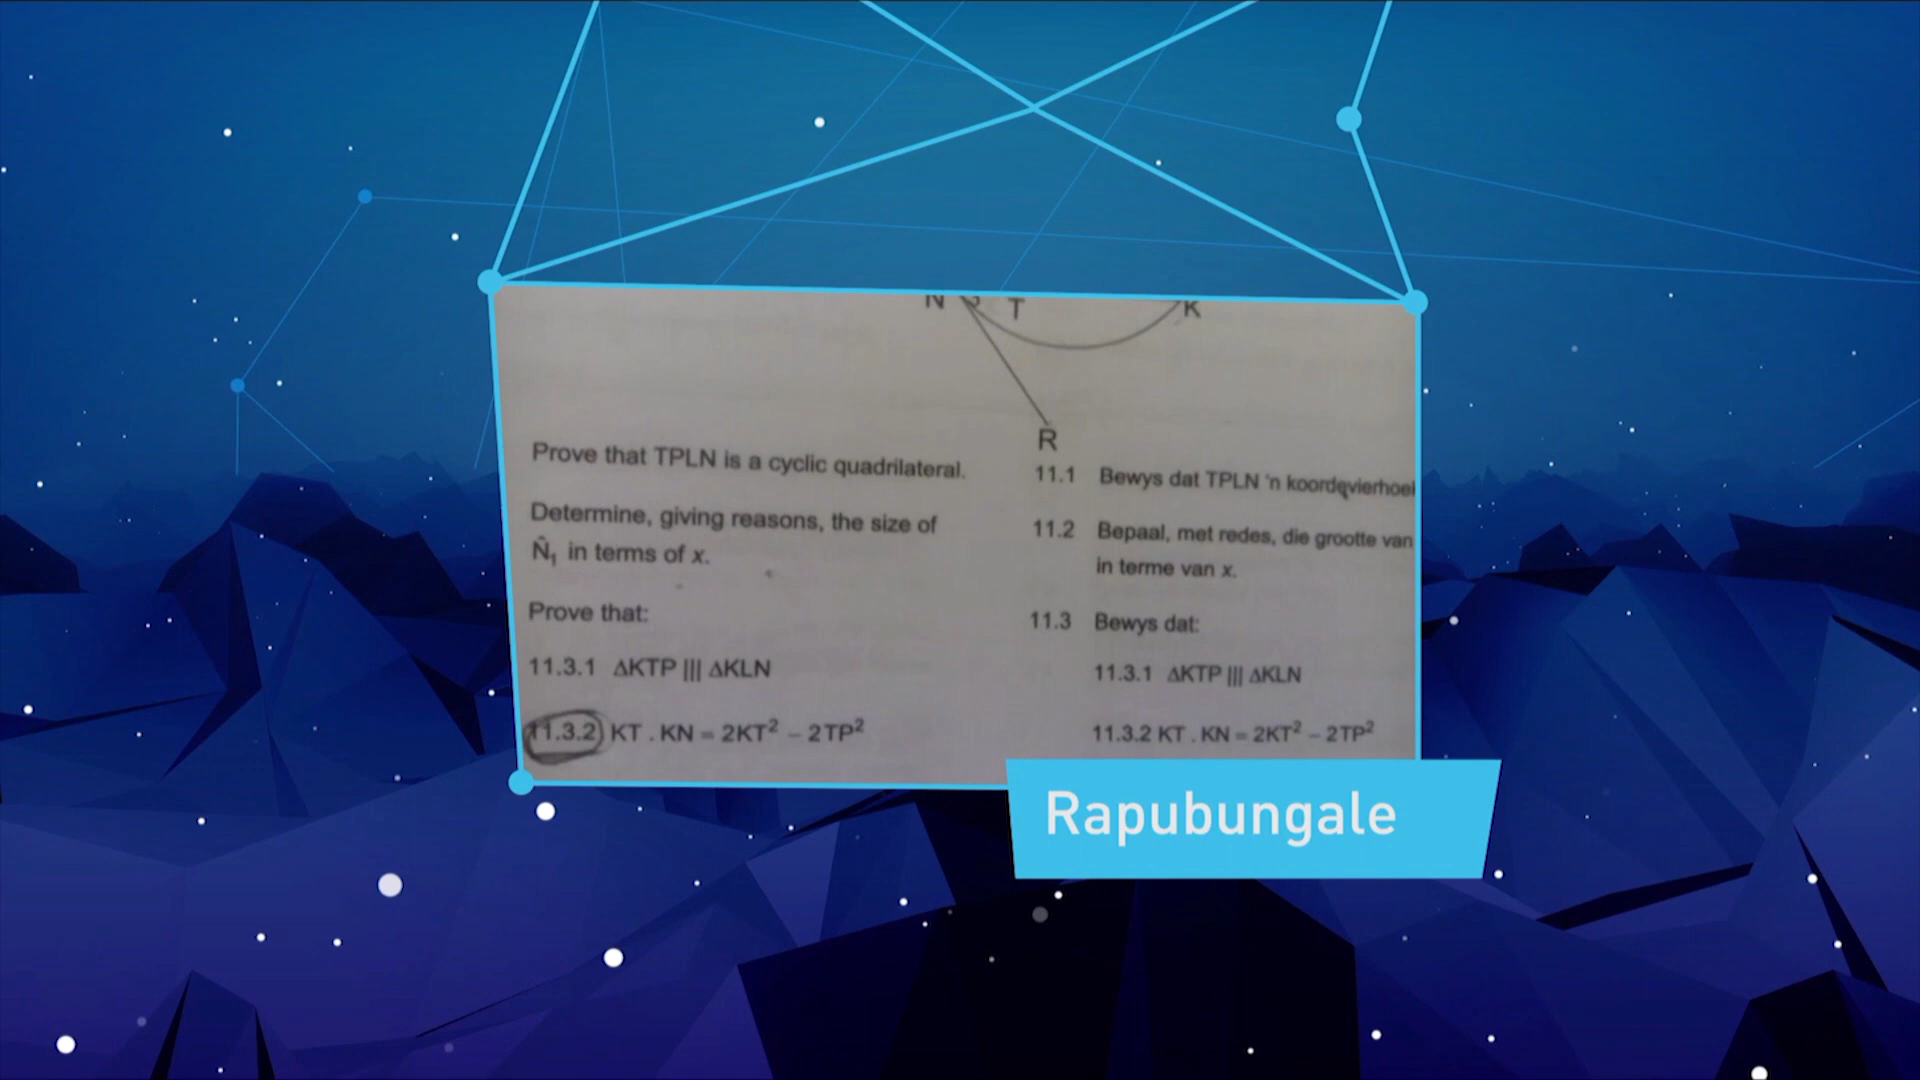 N 3 T K
R
Prove that TPLN is a cyclic quadrilateral.
Determine, giving reasons, the size of
N̂₁ in terms of x.
Prove that:
11.3.1 ΔKTP ||| ΔKLN
11.3.2 KT . KN = 2KT² – 2TP²
11.1 Bewys dat TPLN 'n koordevierhoek
11.2 Bepaal, met redes, die grootte van
in terme van x.
11.3 Bewys dat:
11.3.1 ΔKTP ||| ΔKLN
11.3.2 KT . KN = 2KT² – 2TP²
Rapubungale